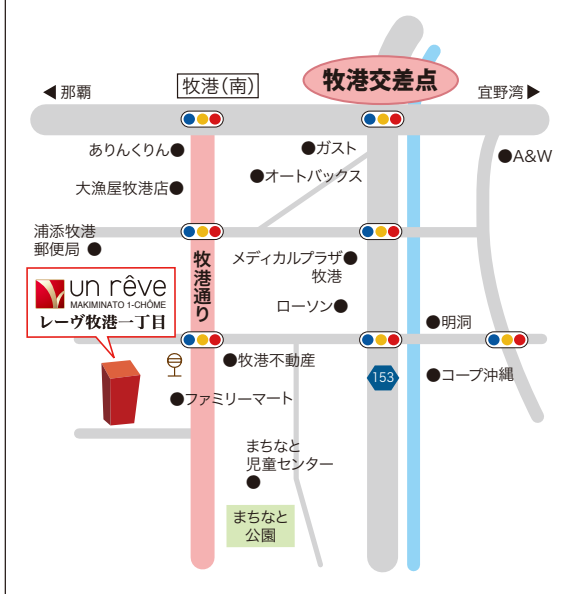 牧港交差点
◀那覇
牧港(南)
宜野湾▶
ありんくりん●
●ガスト
●A&W
大漁屋牧港店●
●オートバックス
浦添牧港
郵便局●
牧港通り
メディカルプラザ●
牧港
un rêve
MAKIMINATO 1-CHÔME
レーヴ牧港一丁目
ローソン●
●明洞
●牧港不動産
153
●コープ沖縄
●ファミリーマート
まちなと
児童センター
●
まちなと
公園